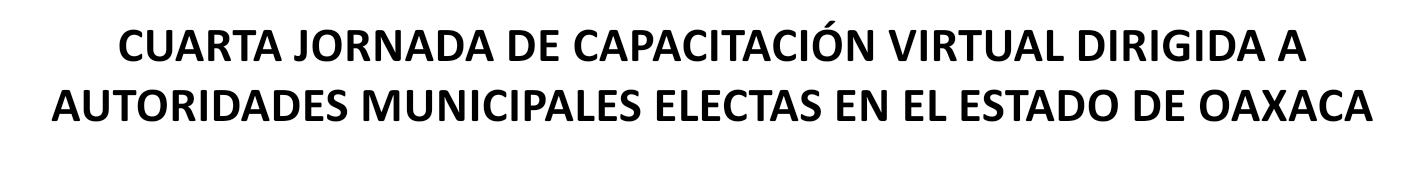 CUARTA JORNADA DE CAPACITACIÓN VIRTUAL DIRIGIDA A
AUTORIDADES MUNICIPALES ELECTAS EN EL ESTADO DE OAXACA